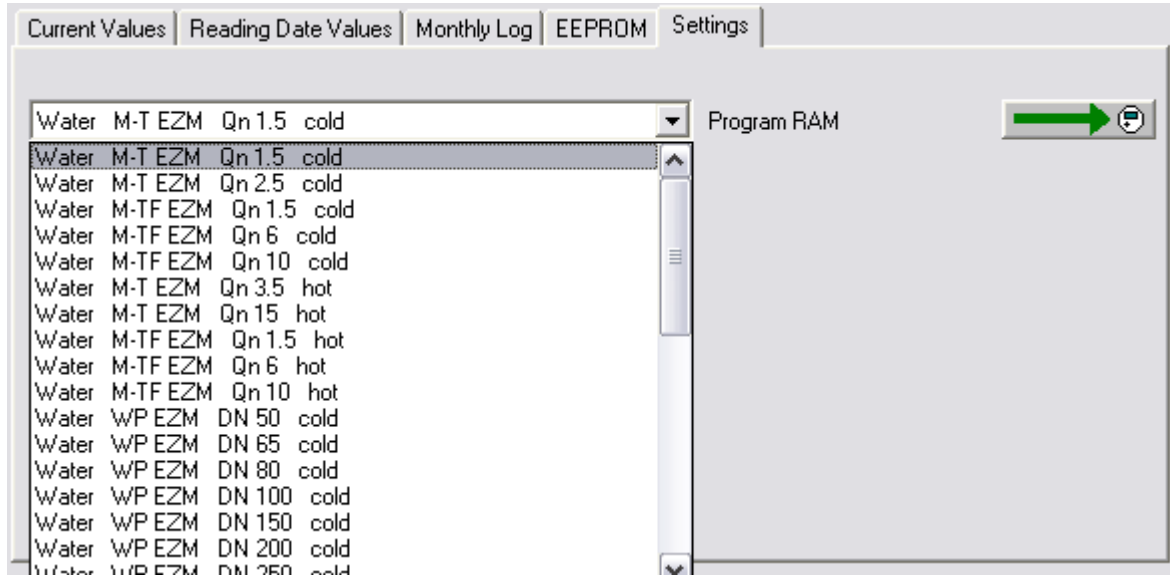 Current Values Reading Date Values Monthly Log EEPROM Settings
Water M-T EZM Qn 1.5 cold Program RAM
Water M-T EZM Qn 1.5 cold
Water M-T EZM Qn 2.5 cold
Water M-TF EZM Qn 1.5 cold
Water M-TF EZM Qn 6 cold
Water M-TF EZM Qn 10 cold
Water M-T EZM Qn 3.5 hot
Water M-T EZM Qn 15 hot
Water M-TF EZM Qn 1.5 hot
Water M-TF EZM Qn 6 hot
Water M-TF EZM Qn 10 hot
Water WP EZM DN 50 cold
Water WP EZM DN 65 cold
Water WP EZM DN 80 cold
Water WP EZM DN 100 cold
Water WP EZM DN 150 cold
Water WP EZM DN 200 cold
Water WP EZM DN 250 cold